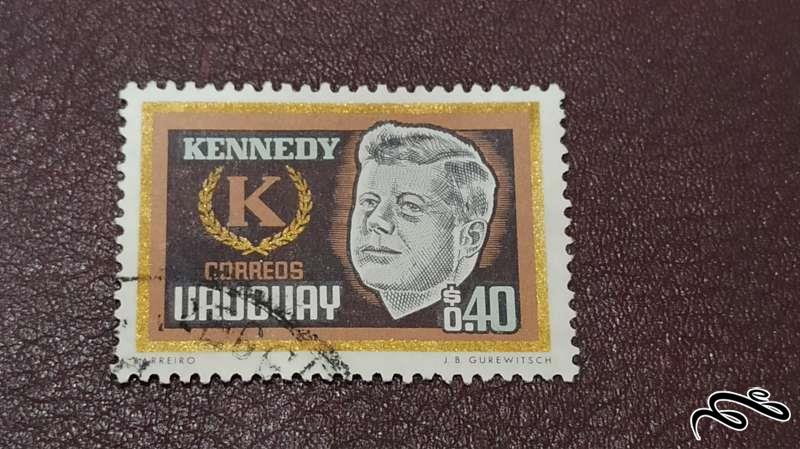 KENNEDY
K
CORREOS
URUGUAY
$
0.40
J. B. GUREWITSCH